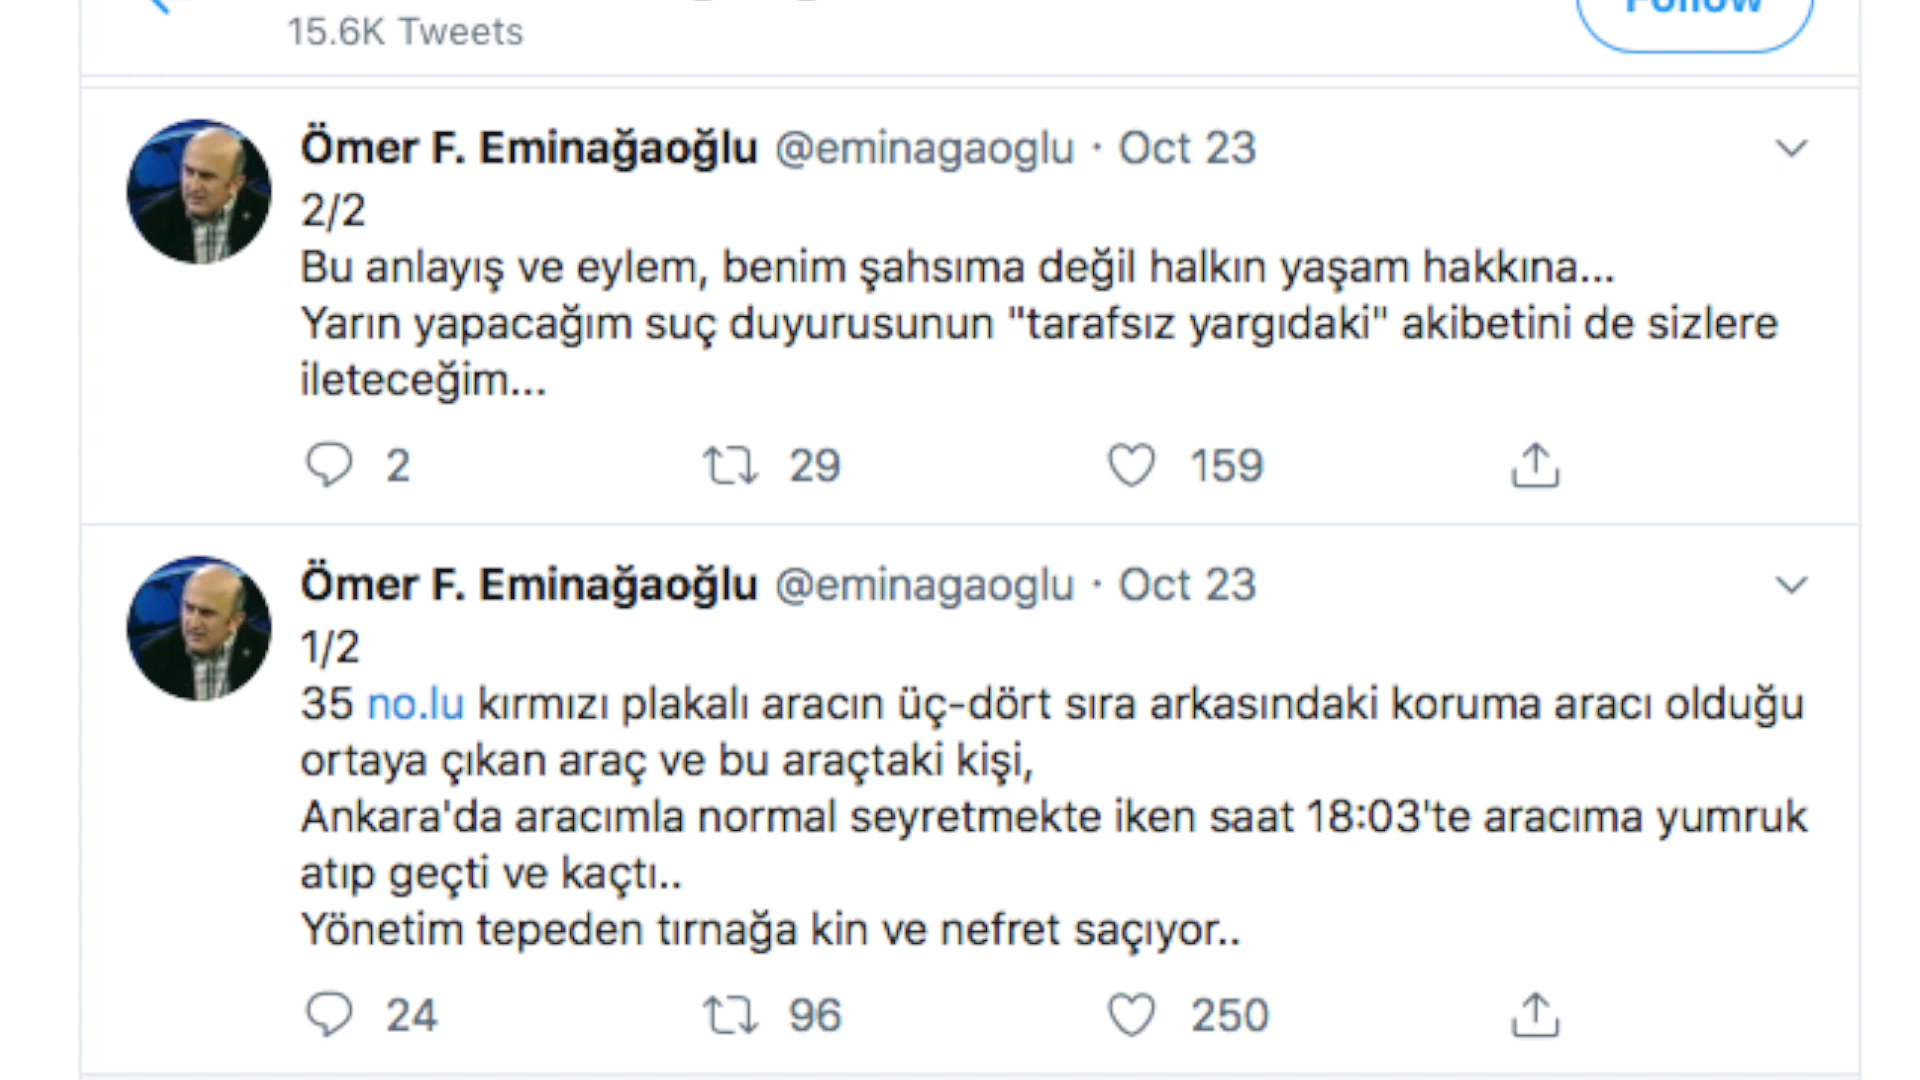 15.6K Tweets
Follow
Ömer F. Eminağaoğlu @eminagaoglu · Oct 23
2/2
Bu anlayış ve eylem, benim şahsıma değil halkın yaşam hakkına...
Yarın yapacağım suç duyurusunun "tarafsız yargıdaki" akibetini de sizlere
ileteceğim...
2 29 159
Ömer F. Eminağaoğlu @eminagaoglu · Oct 23
1/2
35 no.lu kırmızı plakalı aracın üç-dört sıra arkasındaki koruma aracı olduğu
ortaya çıkan araç ve bu araçtaki kişi,
Ankara'da aracımla normal seyretmekte iken saat 18:03'te aracıma yumruk
atıp geçti ve kaçtı..
Yönetim tepeden tırnağa kin ve nefret saçıyor..
24 96 250